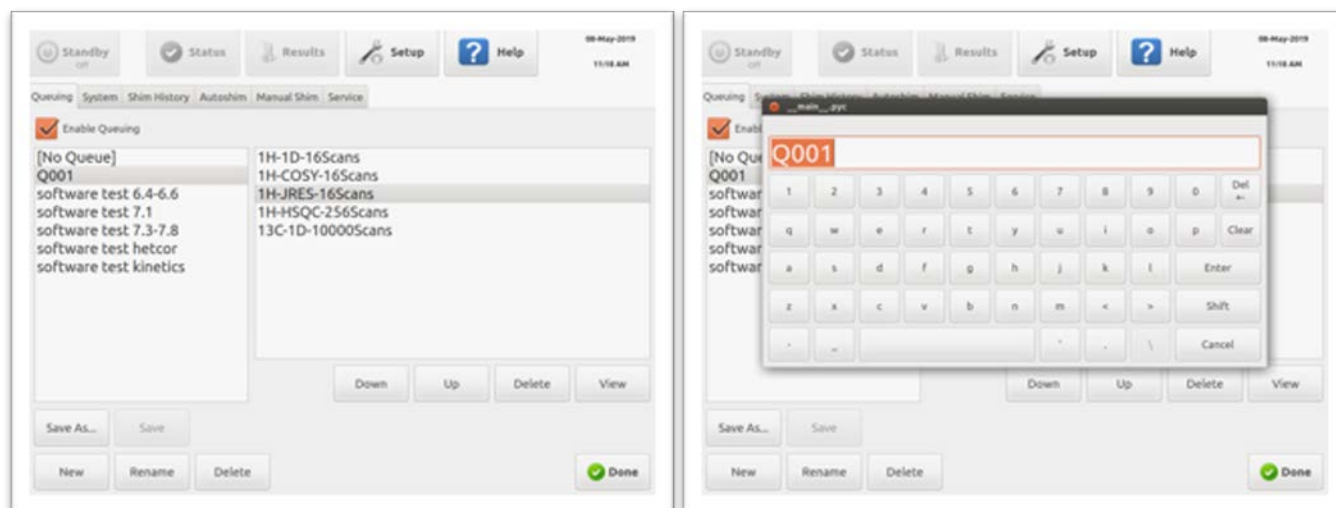 Standby
Off
Status
Results
Setup
Help
08-May-2019
11:18 AM
Queuing System Shim History Autoshim Manual Shim Service
Enable Queuing
[No Queue]
Q001
software test 6.4-6.6
software test 7.1
software test 7.3-7.8
software test hetcor
software test kinetics
1H-1D-16Scans
1H-COSY-16Scans
1H-JRES-16Scans
1H-HSQC-256Scans
13C-1D-10000Scans
Down Up Delete View
Save As... Save
New Rename Delete Done
Standby
Off
Status
Results
Setup
Help
08-May-2019
11:18 AM
Queuing
__main__.pyc
Enabl
[No Que
Q001
softwar
softwar
softwar
softwar
softwar
Q001
1 2 3 4 5 6 7 8 9 0 Del
←
q w e r t y u i o p Clear
a s d f g h j k l Enter
z x c v b n m < > Shift
- _ ' . \ Cancel
Down Up Delete View
Save As... Save
New Rename Delete Done